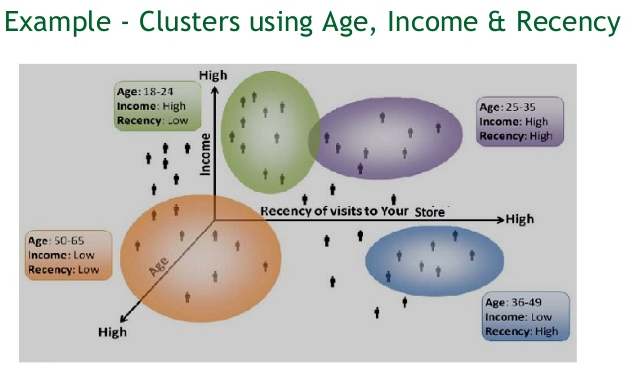 Example - Clusters using Age, Income & Recency
High
Age: 18-24
Income: High
Recency: Low
Income
Age: 25-35
Income: High
Recency: High
Recency of visits to Your Store
High
Age: 50-65
Income: Low
Recency: Low
Age
High
Age: 36-49
Income: Low
Recency: High